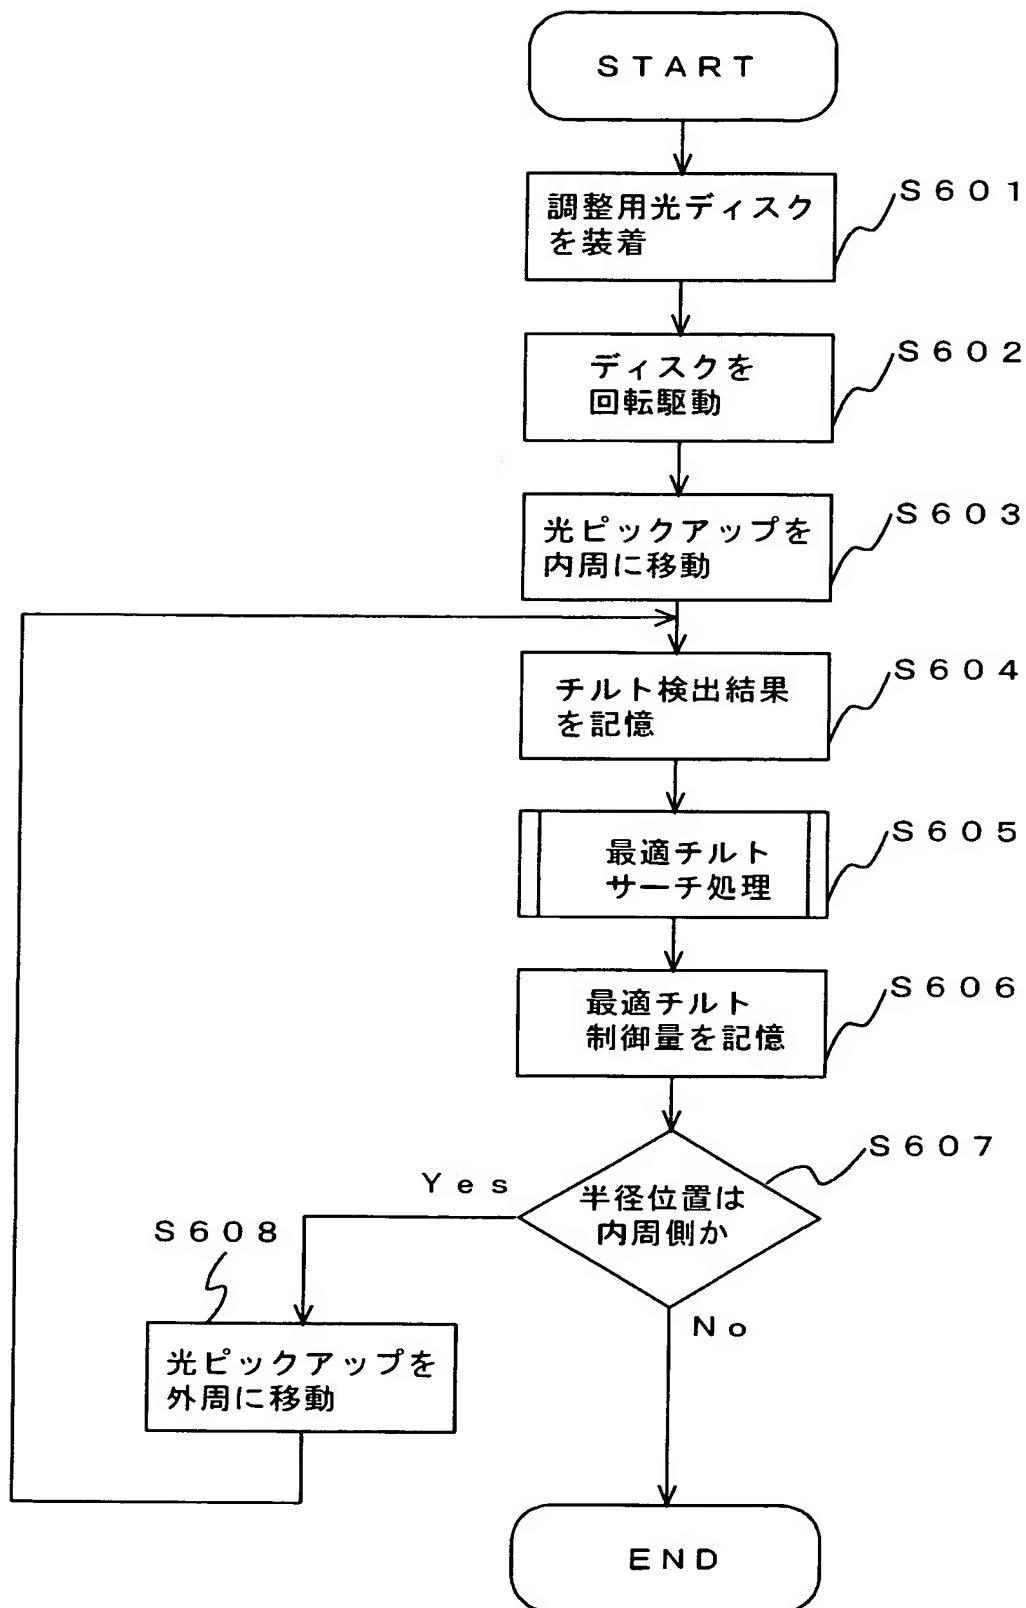 START
調整用光ディスク
を装着
S601
ディスクを
回転駆動
S602
光ピックアップを
内周に移動
S603
チルト検出結果
を記憶
S604
最適チルト
サーチ処理
S605
最適チルト
制御量を記憶
S606
半径位置は
内周側か
S607
Yes
No
S608
光ピックアップを
外周に移動
END